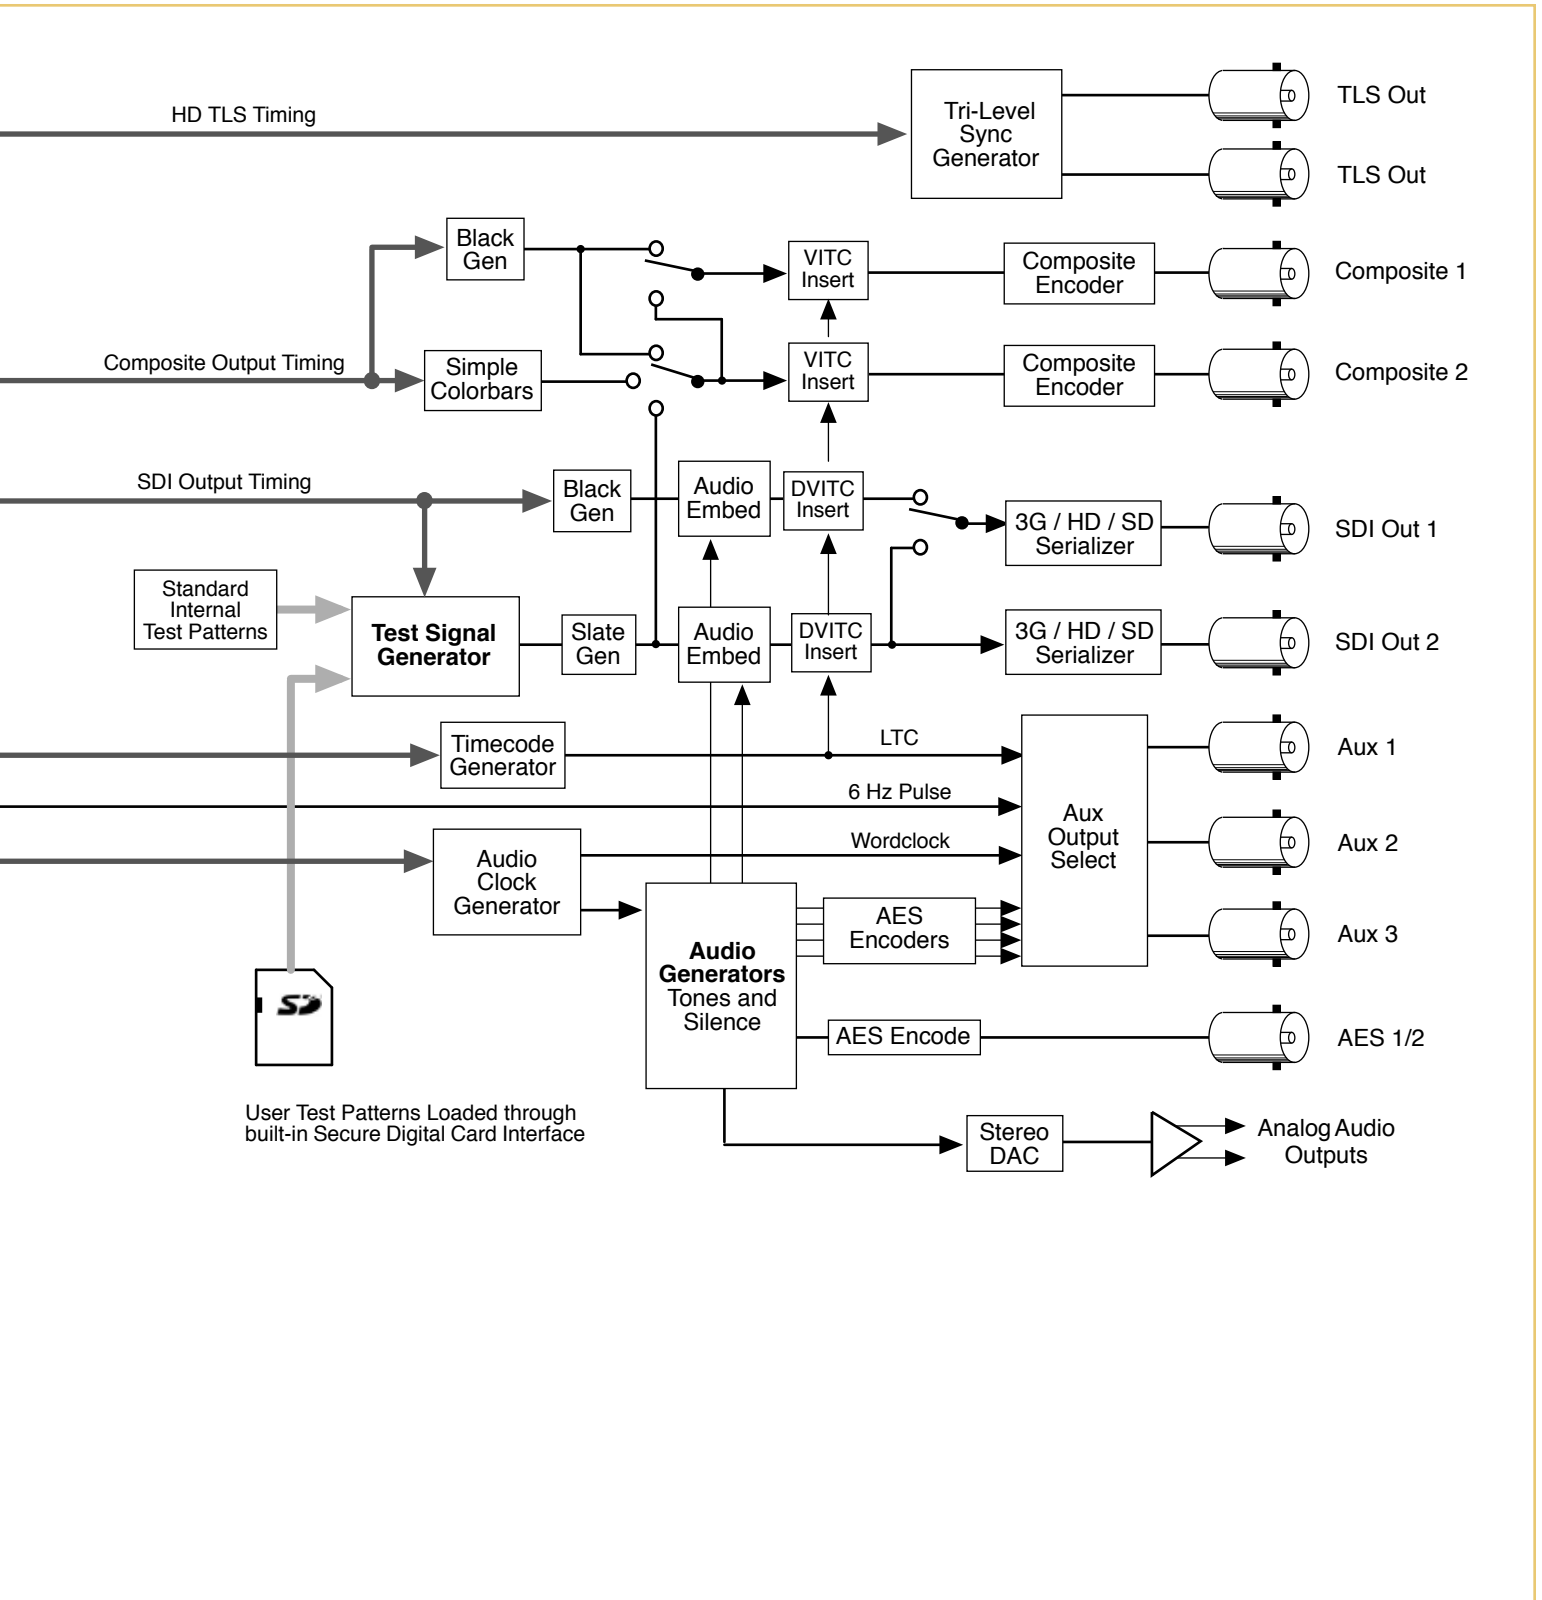 HD TLS Timing
Tri-Level
Sync
Generator
TLS Out
TLS Out
Black
Gen
VITC
Insert
Composite
Encoder
Composite 1
Composite Output Timing
Simple
Colorbars
VITC
Insert
Composite
Encoder
Composite 2
SDI Output Timing
Black
Gen
Audio
Embed
DVITC
Insert
3G / HD / SD
Serializer
SDI Out 1
Standard
Internal
Test Patterns
Test Signal
Generator
Slate
Gen
Audio
Embed
DVITC
Insert
3G / HD / SD
Serializer
SDI Out 2
Timecode
Generator
LTC
6 Hz Pulse
Wordclock
Aux
Output
Select
Aux 1
Aux 2
Aux 3
Audio
Clock
Generator
Audio
Generators
Tones and
Silence
AES
Encoders
AES Encode
AES 1/2
SD
User Test Patterns Loaded through
built-in Secure Digital Card Interface
Stereo
DAC
Analog Audio
Outputs